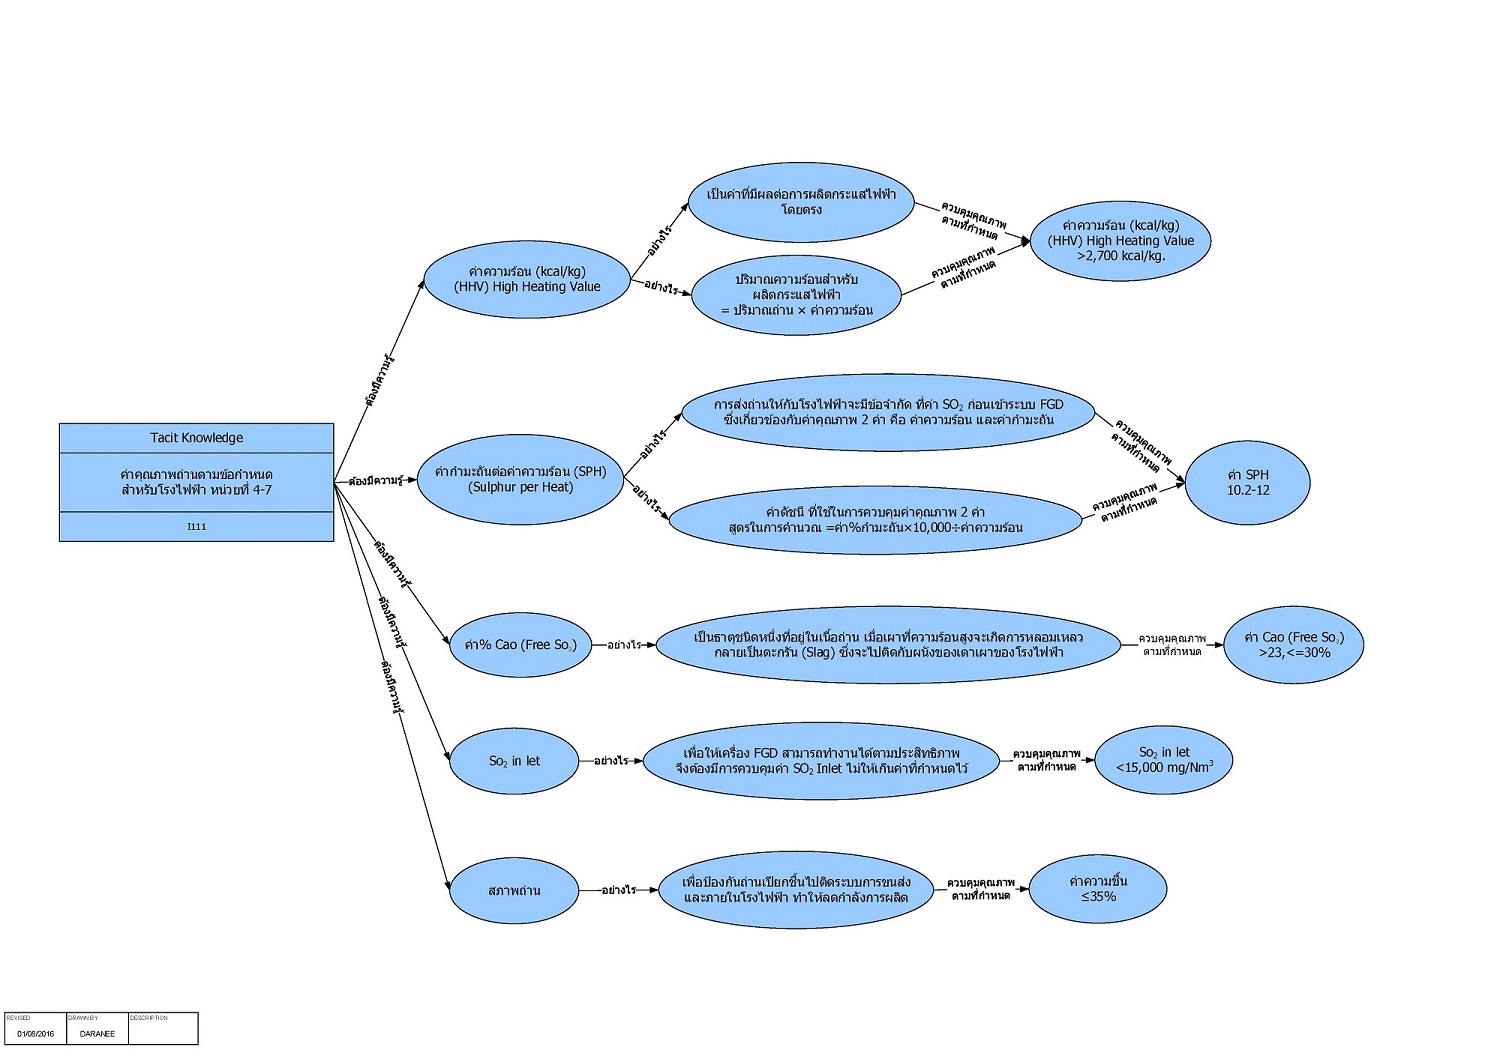 Tacit Knowledge
ค่าคุณภาพถ่านตามข้อกำหนด
สำหรับโรงไฟฟ้า หน่วยที่ 4-7
I111
ต้องมีความรู้
ค่าความร้อน (kcal/kg)
(HHV) High Heating Value
อย่างไร
เป็นค่าที่มีผลต่อการผลิตกระแสไฟฟ้า
โดยตรง
ควบคุมคุณภาพ
ตามที่กำหนด
อย่างไร
ปริมาณความร้อนสำหรับ
ผลิตกระแสไฟฟ้า
= ปริมาณถ่าน × ค่าความร้อน
ควบคุมคุณภาพ
ตามที่กำหนด
ค่าความร้อน (kcal/kg)
(HHV) High Heating Value
>2,700 kcal/kg.
ต้องมีความรู้
ค่ากำมะถันต่อค่าความร้อน (SPH)
(Sulphur per Heat)
อย่างไร
การส่งถ่านให้กับโรงไฟฟ้าจะมีข้อจำกัด ที่ค่า SO₂ ก่อนเข้าระบบ FGD
ซึ่งเกี่ยวข้องกับค่าคุณภาพ 2 ค่า คือ ค่าความร้อน และค่ากำมะถัน
ควบคุมคุณภาพ
ตามที่กำหนด
อย่างไร
ค่าดัชนี ที่ใช้ในการควบคุมค่าคุณภาพ 2 ค่า
สูตรในการคำนวณ =ค่า%กำมะถัน×10,000÷ค่าความร้อน
ควบคุมคุณภาพ
ตามที่กำหนด
ค่า SPH
10.2-12
ต้องมีความรู้
ค่า% Cao (Free So₃)
อย่างไร
เป็นธาตุชนิดหนึ่งที่อยู่ในเนื้อถ่าน เมื่อเผาที่ความร้อนสูงจะเกิดการหลอมเหลว
กลายเป็นตะกรัน (Slag) ซึ่งจะไปติดกับผนังของเตาเผาของโรงไฟฟ้า
ควบคุมคุณภาพ
ตามที่กำหนด
ค่า Cao (Free So₃)
>23,<=30%
ต้องมีความรู้
So₂ in let
อย่างไร
เพื่อให้เครื่อง FGD สามารถทำงานได้ตามประสิทธิภาพ
จึงต้องมีการควบคุมค่า SO₂ Inlet ไม่ให้เกินค่าที่กำหนดไว้
ควบคุมคุณภาพ
ตามที่กำหนด
So₂ in let
<15,000 mg/Nm³
ต้องมีความรู้
สภาพถ่าน
อย่างไร
เพื่อป้องกันถ่านเปียกชื้นไปติดระบบการขนส่ง
และภายในโรงไฟฟ้า ทำให้ลดกำลังการผลิต
ควบคุมคุณภาพ
ตามที่กำหนด
ค่าความชื้น
≤35%
REVISED
01/08/2016
DRAWN BY
DARANEE
DESCRIPTION